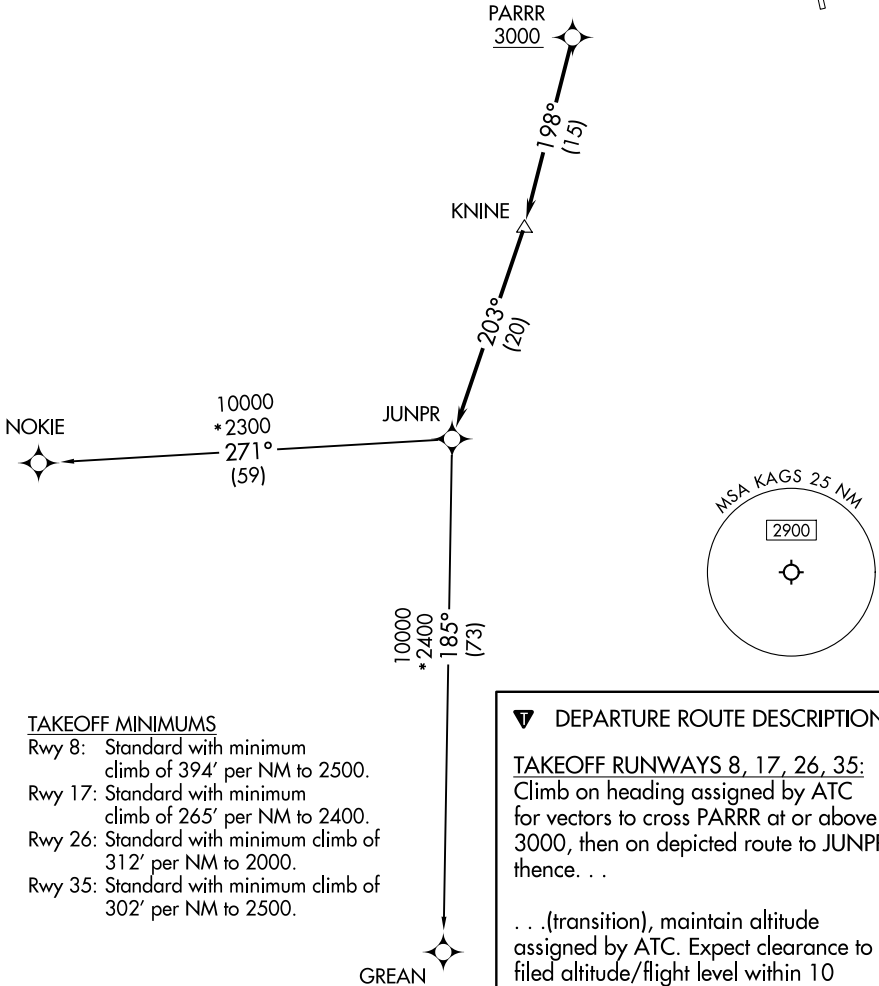 PARRR
3000
198°
(15)
KNINE
203°
(20)
JUNPR
10000
*2300
271°
(59)
NOKIE
MSA KAGS 25 NM
2900
10000
*2400
185°
(73)
GREAN
TAKEOFF MINIMUMS
Rwy 8: Standard with minimum
climb of 394' per NM to 2500.
Rwy 17: Standard with minimum
climb of 265' per NM to 2400.
Rwy 26: Standard with minimum climb of
312' per NM to 2000.
Rwy 35: Standard with minimum climb of
302' per NM to 2500.
T DEPARTURE ROUTE DESCRIPTION
TAKEOFF RUNWAYS 8, 17, 26, 35:
Climb on heading assigned by ATC
for vectors to cross PARRR at or above
3000, then on depicted route to JUNPR
thence. . .
. . .(transition), maintain altitude
assigned by ATC. Expect clearance to
filed altitude/flight level within 10